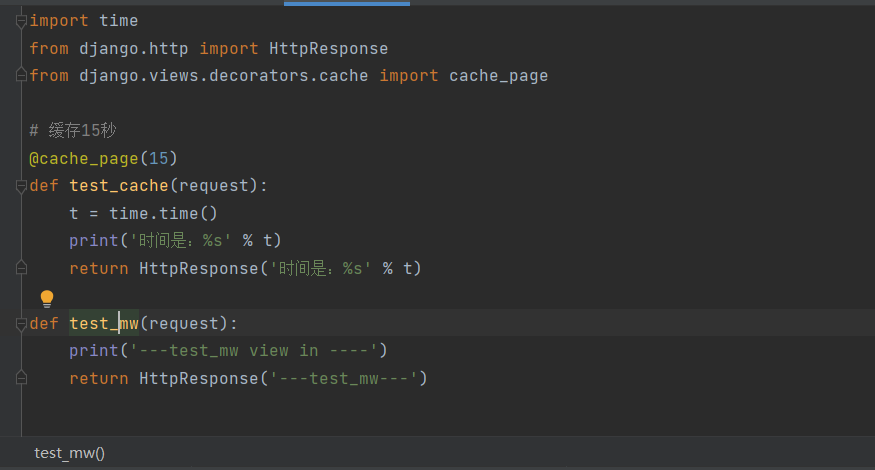 import time
from django.http import HttpResponse
from django.views.decorators.cache import cache_page
# 缓存15秒
@cache_page(15)
def test_cache(request):
t = time.time()
print('时间是：%s' % t)
return HttpResponse('时间是：%s' % t)
def test_mw(request):
print('---test_mw view in ----')
return HttpResponse('---test_mw---')
test_mw()